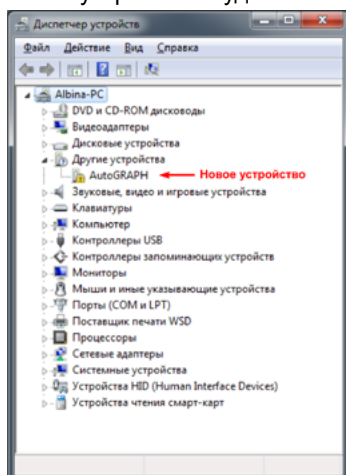 Диспетчер устройств
Файл Действие Вид Справка
Albina-PC
DVD и CD-ROM дисководы
Видеоадаптеры
Дисковые устройства
Другие устройства
AutoGRAPH Новое устройство
Звуковые, видео и игровые устройства
Клавиатуры
Компьютер
Контроллеры USB
Контроллеры запоминающих устройств
Мониторы
Мыши и иные указывающие устройства
Порты (COM и LPT)
Поставщик печати WSD
Процессоры
Сетевые адаптеры
Системные устройства
Устройства HID (Human Interface Devices)
Устройства чтения смарт-карт